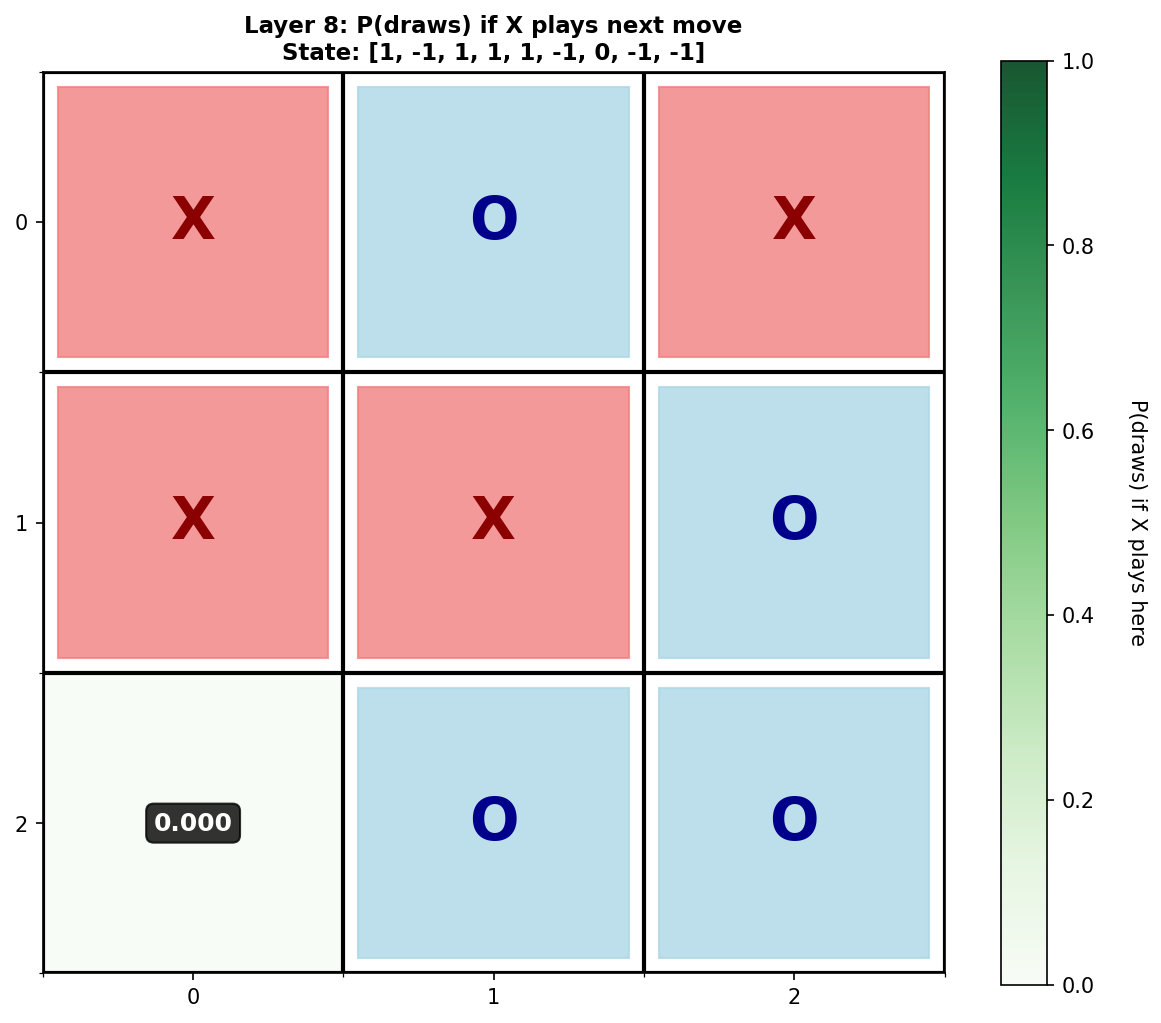 Layer 8: P(draws) if X plays next move
State: [1, -1, 1, 1, 1, -1, 0, -1, -1]
0
X
O
X
1
X
X
O
2
0.000
O
O
0
1
2
1.0
0.8
0.6
0.4
0.2
0.0
P(draws) if X plays here